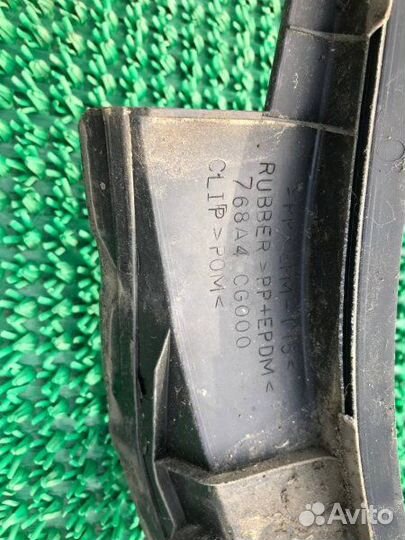 RUBBER >PP+EPDM<
768A4 CG000
CLIP >POM<
Avito